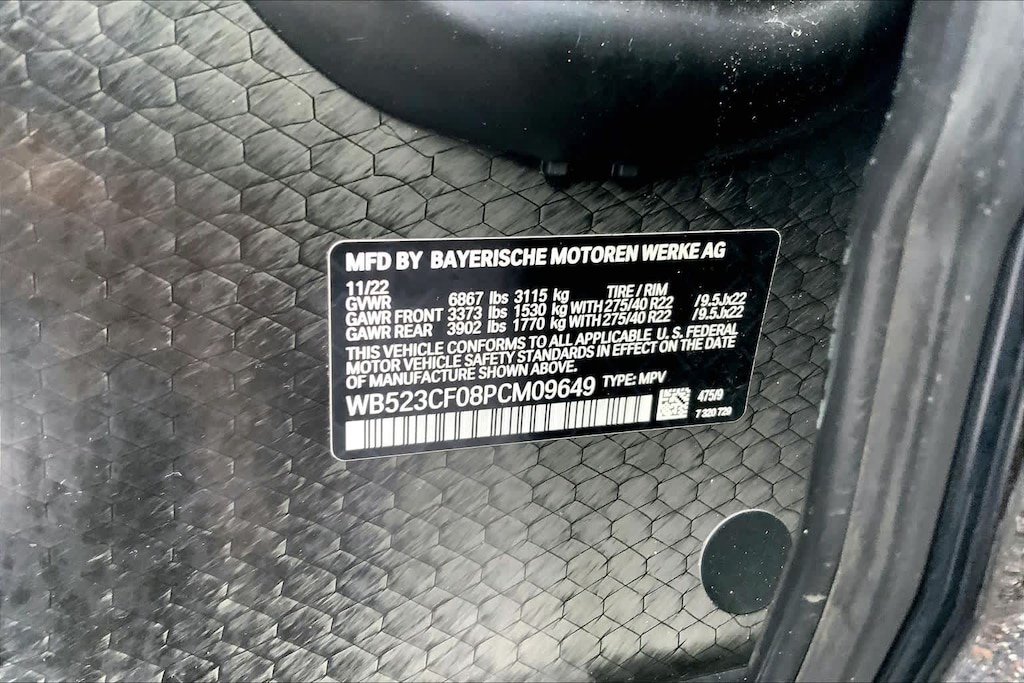 MFD BY BAYERISCHE MOTOREN WERKE AG
11/22 TIRE / RIM
GVWR 6867 lbs 3115 kg
GAWR FRONT 3373 lbs 1530 kg WITH 275/40 R22 /9.5Jx22
GAWR REAR 3902 lbs 1770 kg WITH 275/40 R22 /9.5Jx22
THIS VEHICLE CONFORMS TO ALL APPLICABLE U.S. FEDERAL
MOTOR VEHICLE SAFETY STANDARDS IN EFFECT ON THE DATE
OF MANUFACTURE SHOWN ABOVE.
WB523CF08PCM09649 TYPE: MPV
475/9
7 320 720